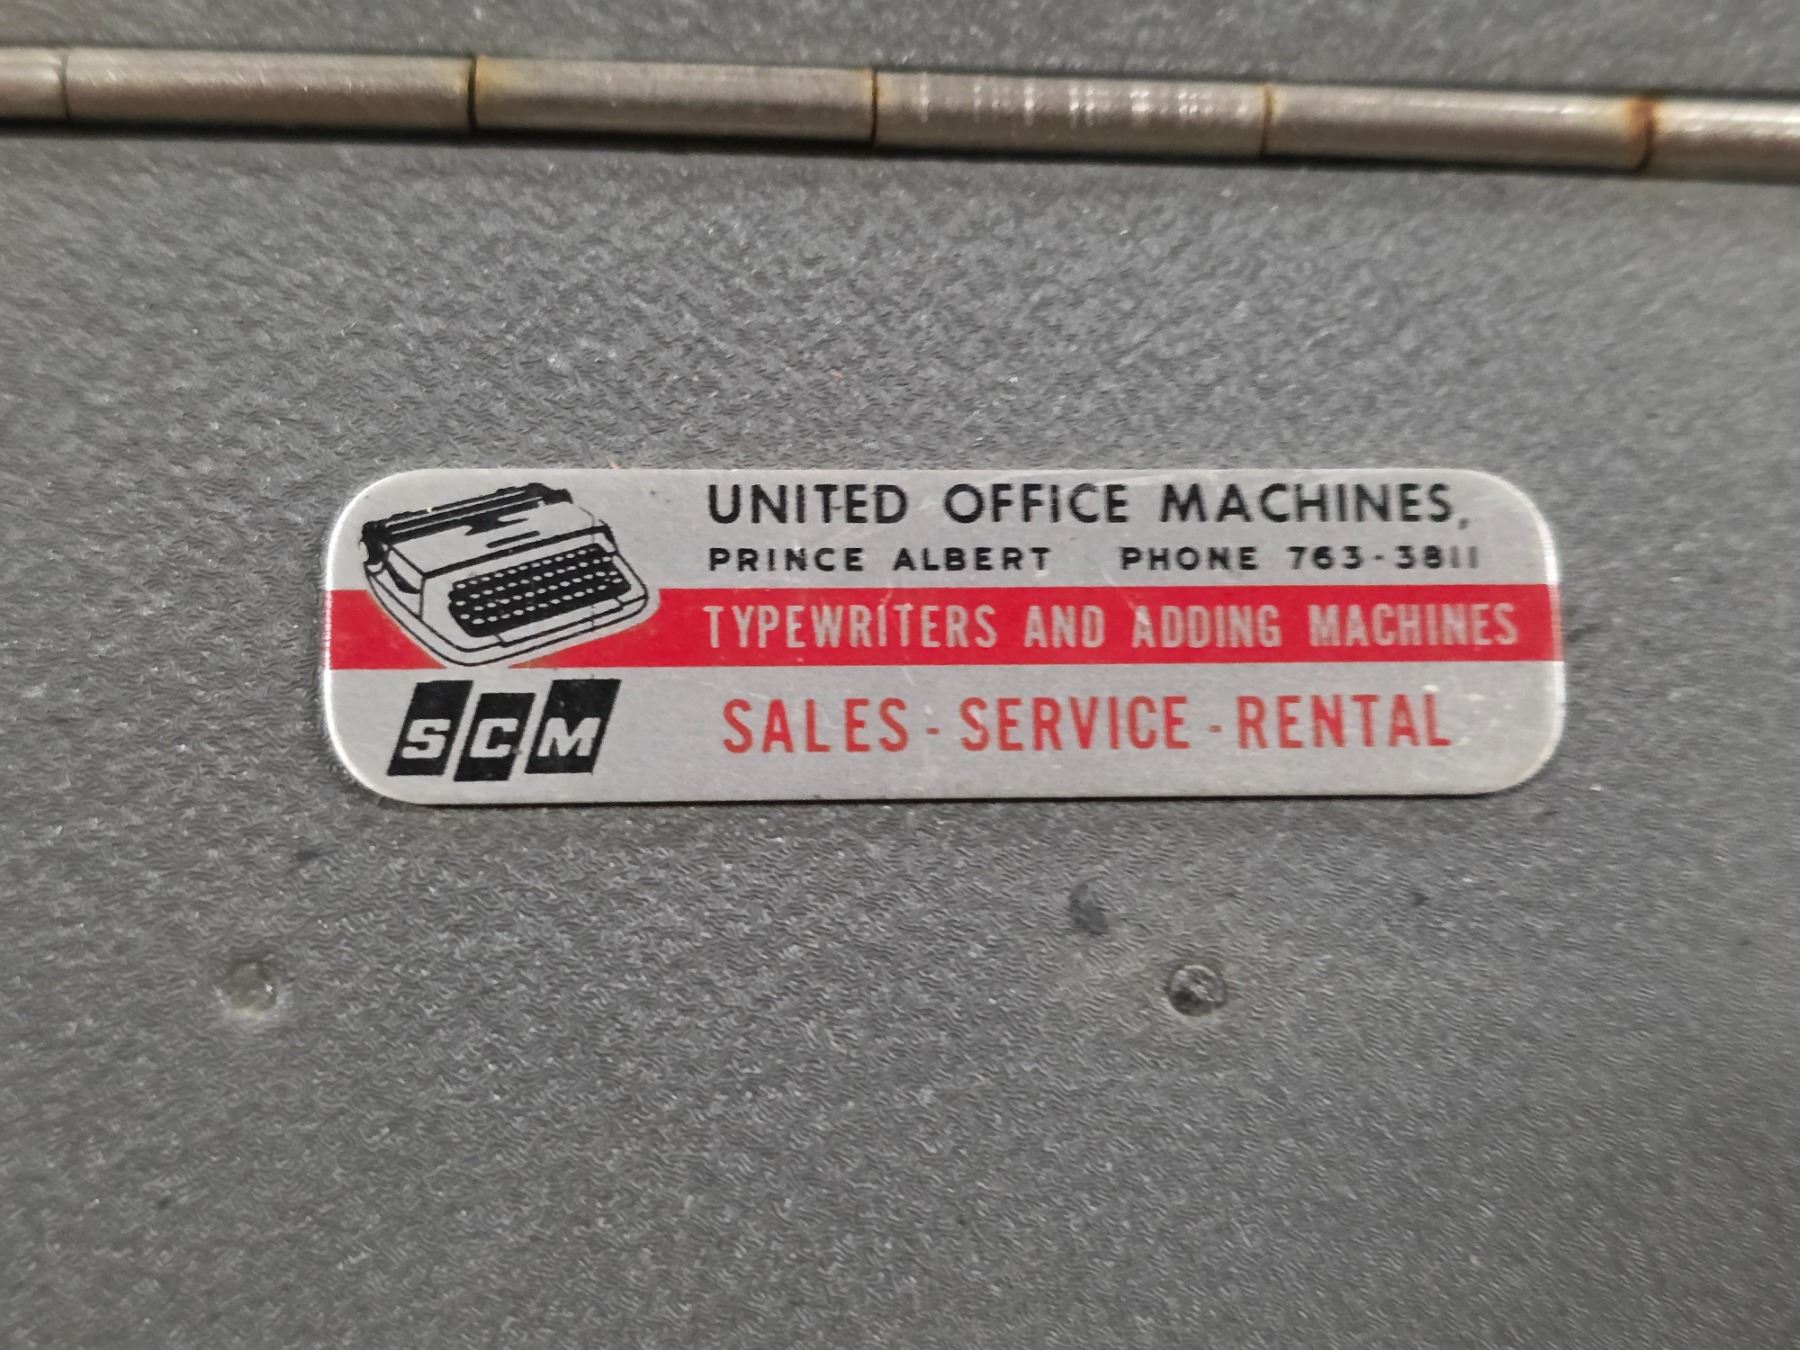 UNITED OFFICE MACHINES,
PRINCE ALBERT PHONE 763-3811
TYPEWRITERS AND ADDING MACHINES
SCM
SALES - SERVICE - RENTAL